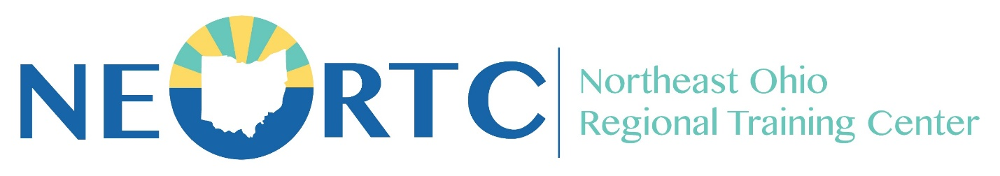 NEORTC
Northeast Ohio
Regional Training Center